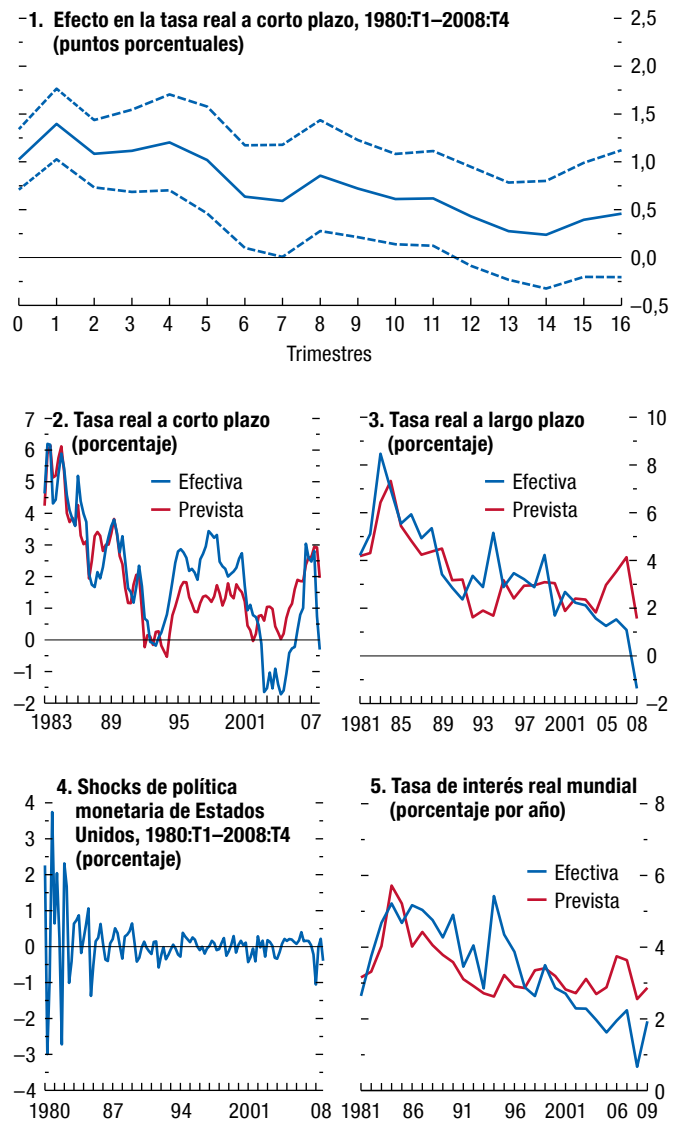 1. Efecto en la tasa real a corto plazo, 1980:T1–2008:T4
(puntos porcentuales)
2,5
2,0
1,5
1,0
0,5
0,0
–0,5
0 1 2 3 4 5 6 7 8 9 10 11 12 13 14 15 16
Trimestres
2. Tasa real a corto plazo
(porcentaje)
Efectiva
Prevista
7
6
5
4
3
2
1
0
–1
–2
1983 89 95 2001 07
3. Tasa real a largo plazo
(porcentaje)
Efectiva
Prevista
10
8
6
4
2
0
–2
1981 85 89 93 97 2001 05 08
4. Shocks de política
monetaria de Estados
Unidos, 1980:T1–2008:T4
(porcentaje)
4
3
2
1
0
–1
–2
–3
–4
1980 87 94 2001 08
5. Tasa de interés real mundial
(porcentaje por año)
Efectiva
Prevista
8
6
4
2
0
1981 86 91 96 2001 06 09